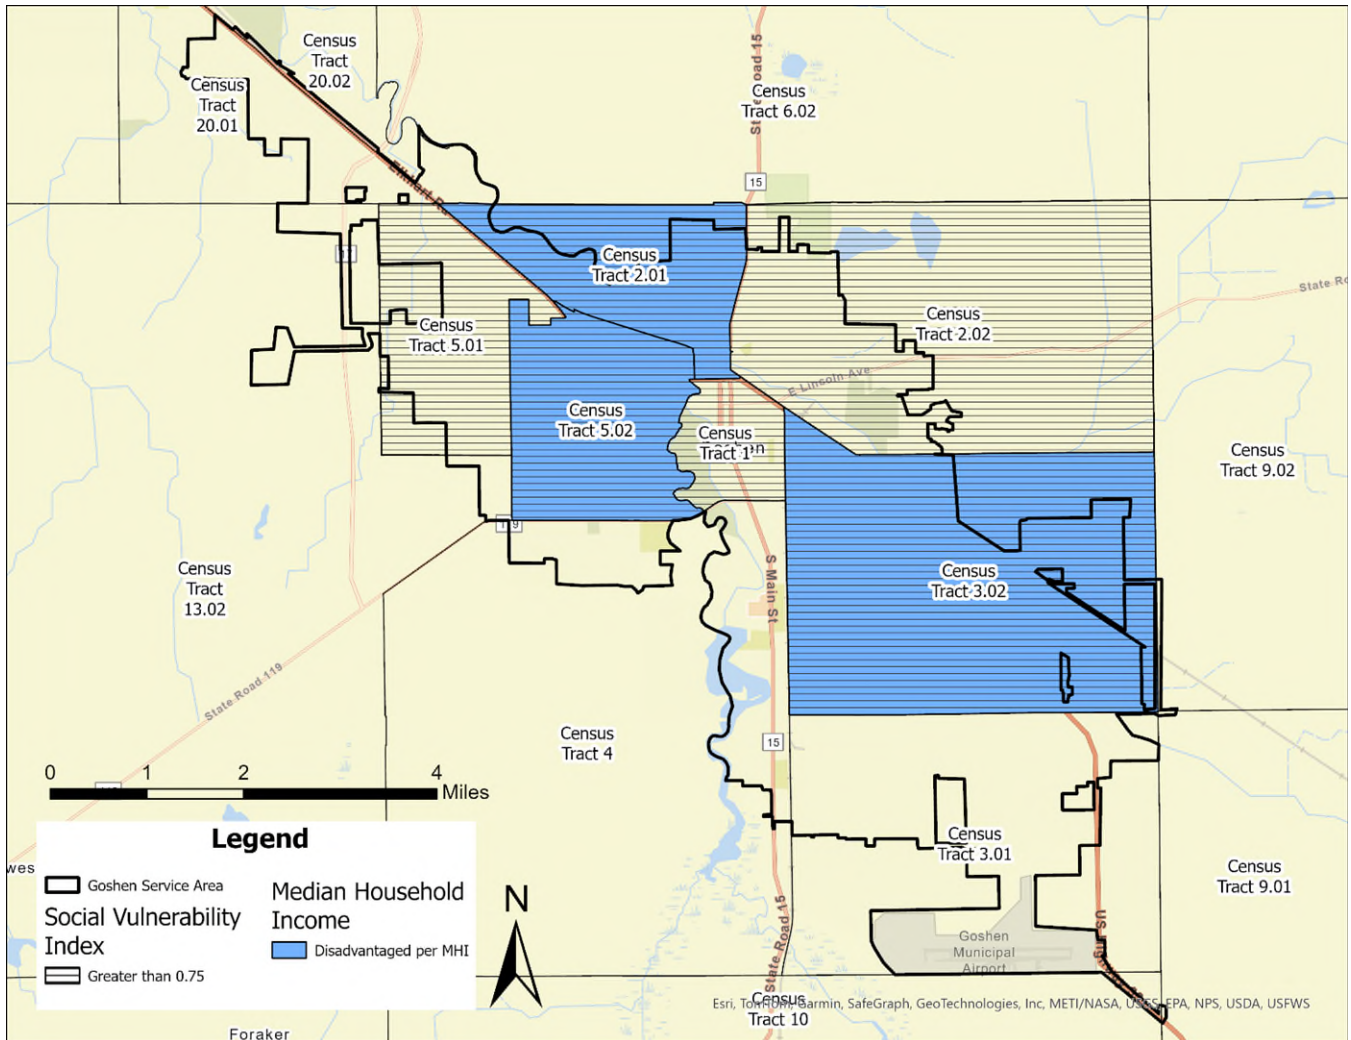 Census
Tract
20.02
Census
Tract
20.01
Census
Tract 6.02
State Road 15
15
Elkhart Rd
17
Census
Tract 2.01
Census
Tract 5.01
Census
Tract 2.02
State Ro
E Lincoln Ave
Census
Tract 5.02
Census
Tract 1
Census
Tract 9.02
119
Census
Tract
13.02
Census
Tract 3.02
S Main St
State Road 119
Census
Tract 4
15
0 1 2 4
Miles
Census
Tract 3.01
Census
Tract 9.01
Goshen
Municipal
Airport
State Road 15
Census
Tract 10
wes
Foraker
Legend
Goshen Service Area
Social Vulnerability
Index
Greater than 0.75
Median Household
Income
Disadvantaged per MHI
N
Esri, TomTom, Garmin, SafeGraph, GeoTechnologies, Inc, METI/NASA, USGS, EPA, NPS, USDA, USFWS